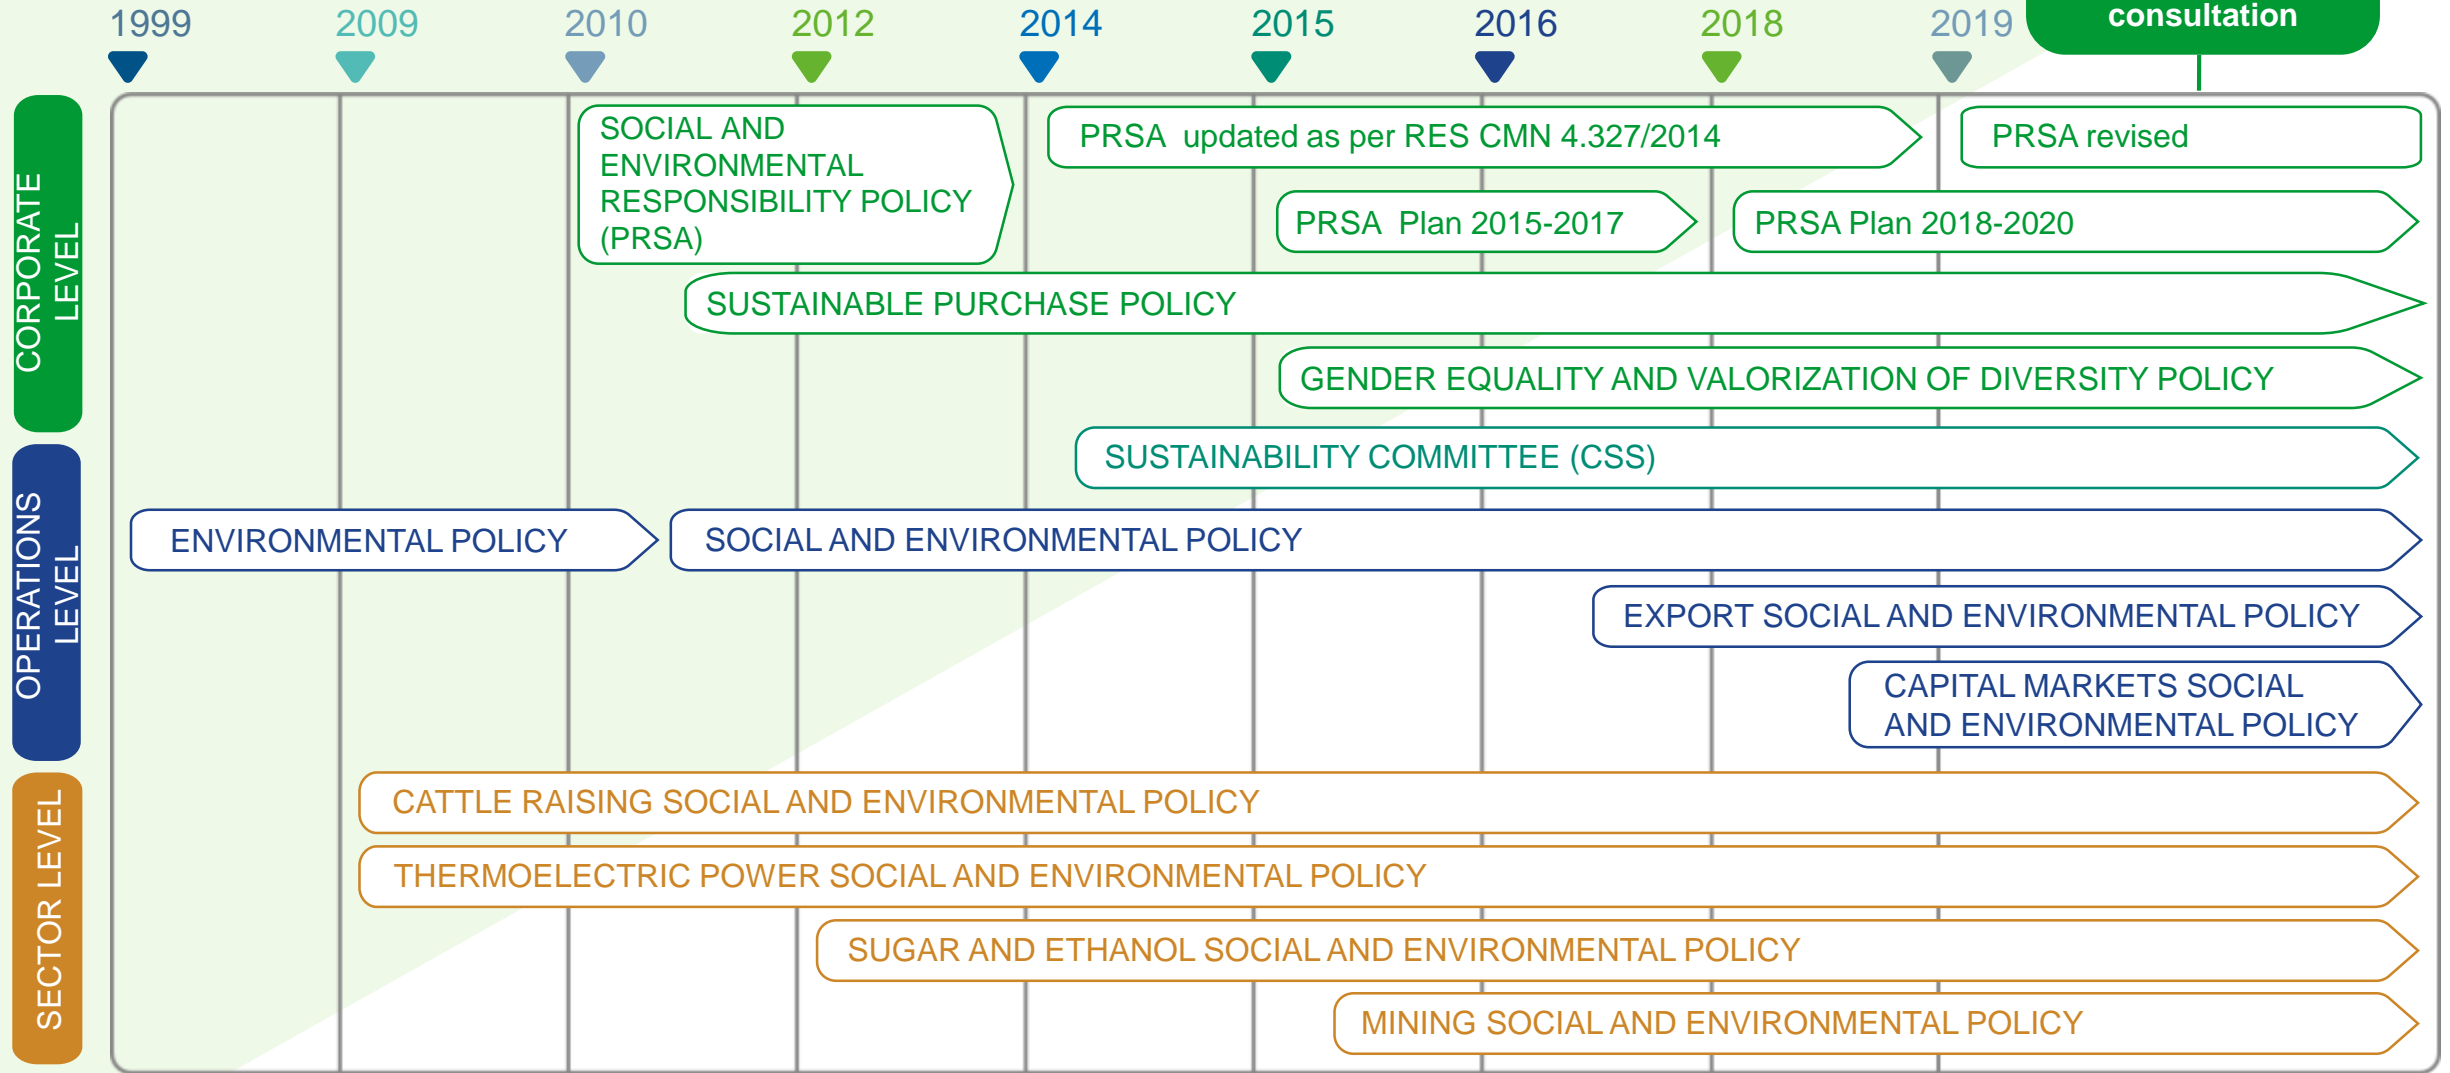 1999
2009
2010
2012
2014
2015
2016
2018
2019
consultation
CORPORATE
LEVEL
SOCIAL AND
ENVIRONMENTAL
RESPONSIBILITY POLICY
(PRSA)
PRSA updated as per RES CMN 4.327/2014
PRSA revised
PRSA Plan 2015-2017
PRSA Plan 2018-2020
SUSTAINABLE PURCHASE POLICY
GENDER EQUALITY AND VALORIZATION OF DIVERSITY POLICY
SUSTAINABILITY COMMITTEE (CSS)
OPERATIONS
LEVEL
ENVIRONMENTAL POLICY
SOCIAL AND ENVIRONMENTAL POLICY
EXPORT SOCIAL AND ENVIRONMENTAL POLICY
CAPITAL MARKETS SOCIAL
AND ENVIRONMENTAL POLICY
SECTOR LEVEL
CATTLE RAISING SOCIAL AND ENVIRONMENTAL POLICY
THERMOELECTRIC POWER SOCIAL AND ENVIRONMENTAL POLICY
SUGAR AND ETHANOL SOCIAL AND ENVIRONMENTAL POLICY
MINING SOCIAL AND ENVIRONMENTAL POLICY